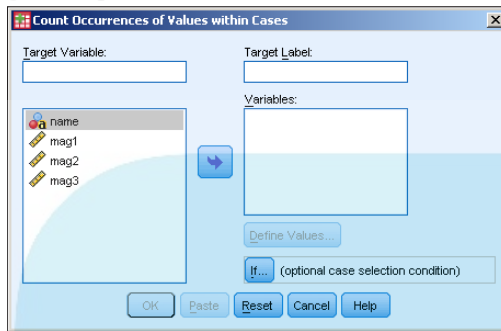 Count Occurrences of Values within Cases
Target Variable:
Target Label:
name
mag1
mag2
mag3
Variables:
Define Values...
If... (optional case selection condition)
OK Paste Reset Cancel Help